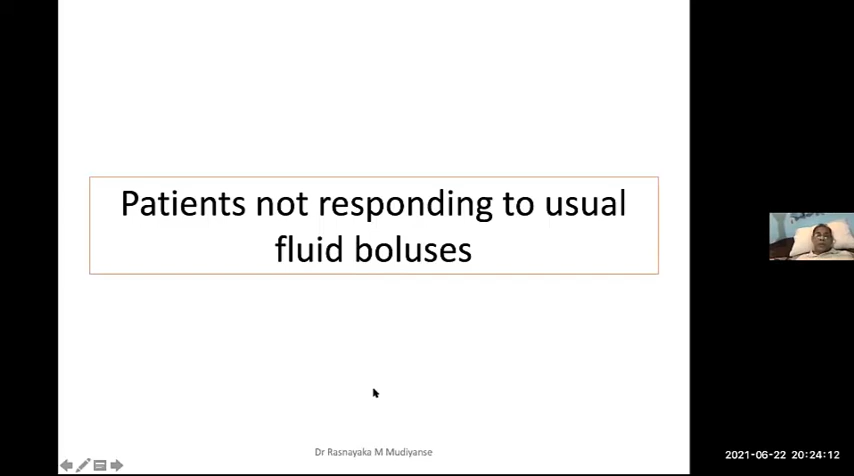 Patients not responding to usual
fluid boluses
Dr Rasnayaka M Mudiyanse
2021-06-22 20:24:12